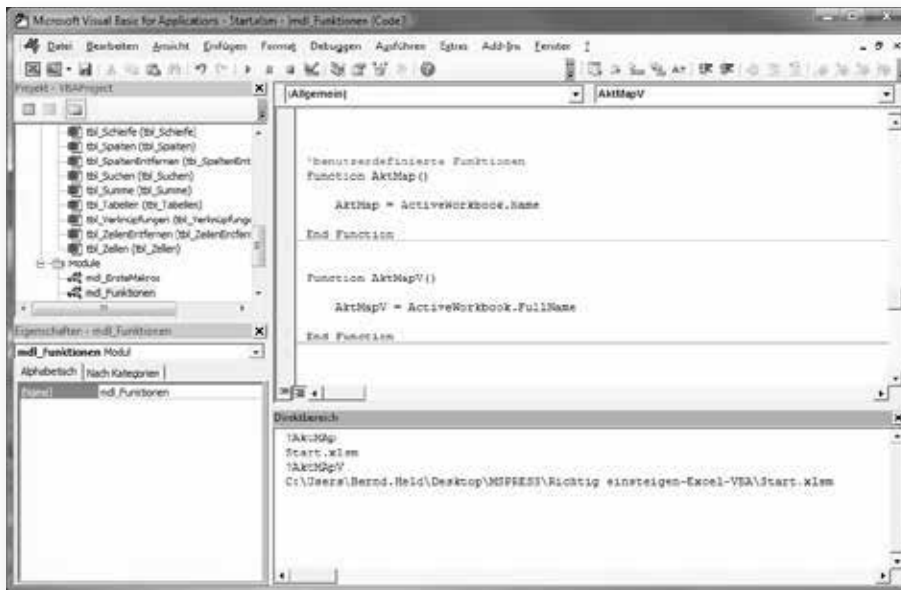 Microsoft Visual Basic for Applications - Start.xlsm - [mdl_Funktionen (Code)]
Datei Bearbeiten Ansicht Einfügen Format Debuggen Ausführen Extras Add-Ins Fenster ?
Projekt - VBAProject
tbl_Schleife (tbl_Schleife)
tbl_Spalten (tbl_Spalten)
tbl_SpaltenEntfernen (tbl_SpaltenEnt
tbl_Suchen (tbl_Suchen)
tbl_Summe (tbl_Summe)
tbl_Tabellen (tbl_Tabellen)
tbl_Verknüpfungen (tbl_Verknüpfunge
tbl_ZeilenEntfernen (tbl_ZeilenEntfern
tbl_Zellen (tbl_Zellen)
Module
mdl_ErsteMakros
mdl_Funktionen
Eigenschaften - mdl_Funktionen
mdl_Funktionen Modul
Alphabetisch Nach Kategorien
(Name) mdl_Funktionen
(Allgemein) AktMapV
'benutzerdefinierte Funktionen
Function AktMap()
AktMap = ActiveWorkbook.Name
End Function
Function AktMapV()
AktMapV = ActiveWorkbook.FullName
End Function
Direktbereich
?AktMAp
Start.xlsm
?AktMApV
C:\Users\Bernd.Held\Desktop\MSPRESS\Richtig einsteigen-Excel-VBA\Start.xlsm